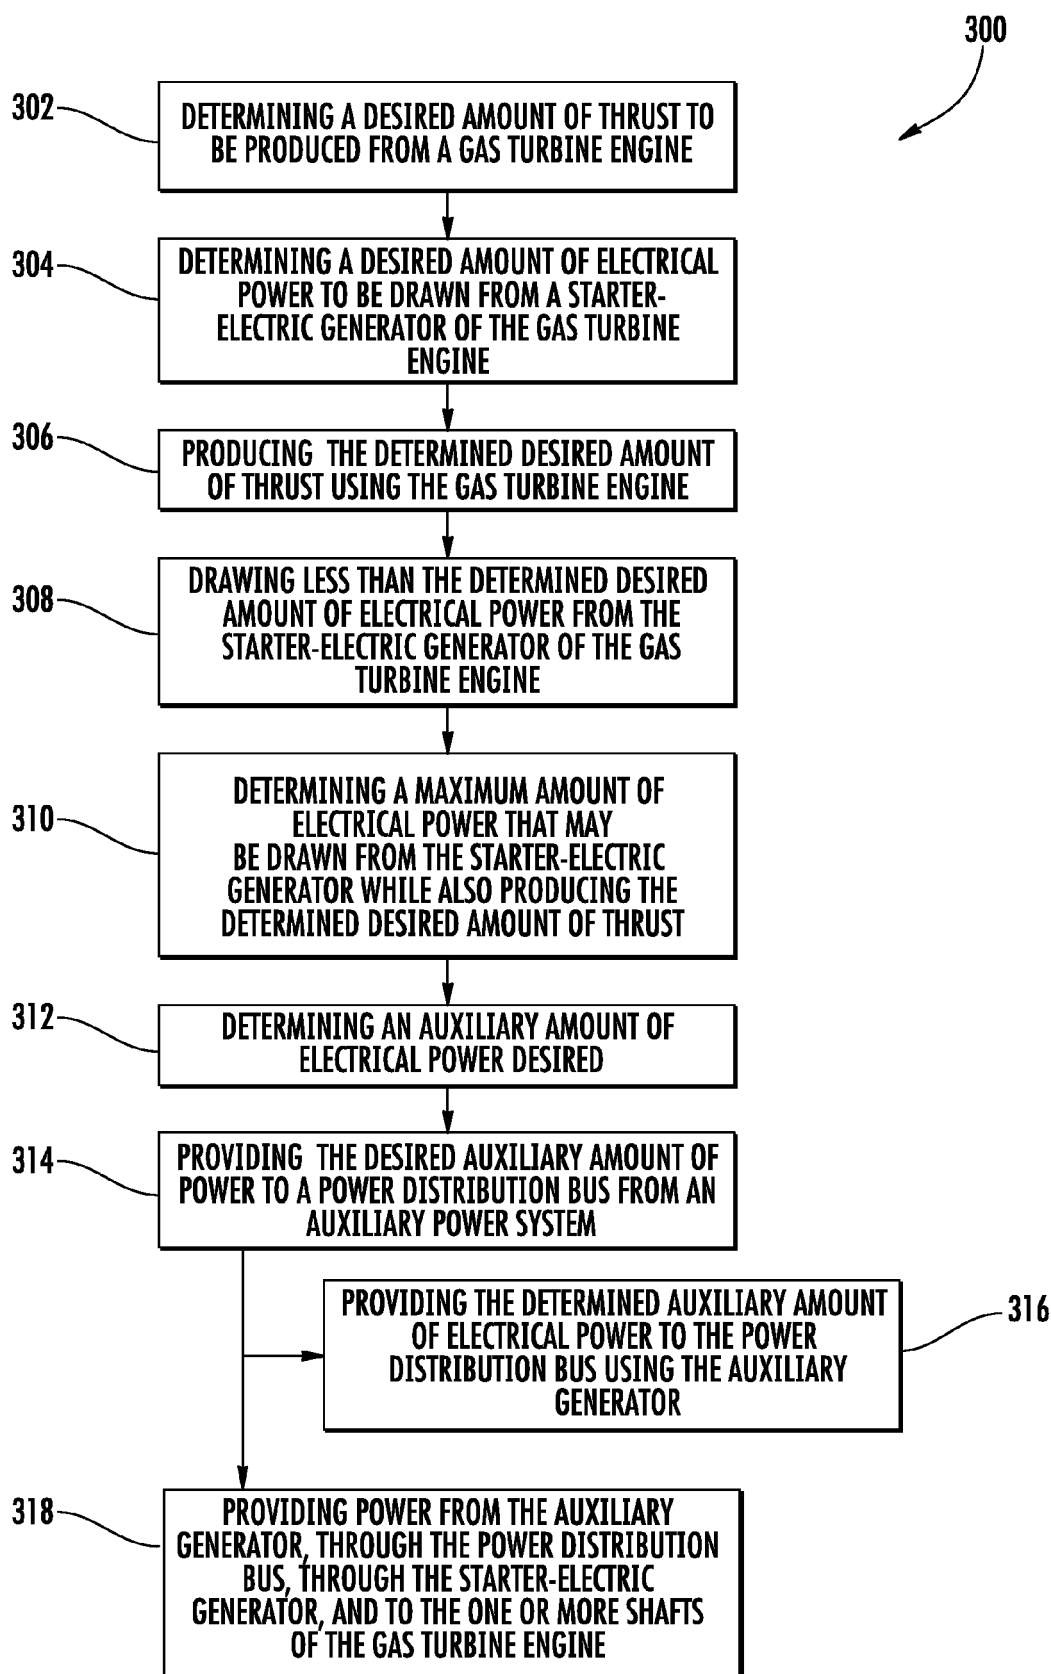 300
302
DETERMINING A DESIRED AMOUNT OF THRUST TO
BE PRODUCED FROM A GAS TURBINE ENGINE
304
DETERMINING A DESIRED AMOUNT OF ELECTRICAL
POWER TO BE DRAWN FROM A STARTER-
ELECTRIC GENERATOR OF THE GAS TURBINE
ENGINE
306
PRODUCING THE DETERMINED DESIRED AMOUNT
OF THRUST USING THE GAS TURBINE ENGINE
308
DRAWING LESS THAN THE DETERMINED DESIRED
AMOUNT OF ELECTRICAL POWER FROM THE
STARTER-ELECTRIC GENERATOR OF THE GAS
TURBINE ENGINE
310
DETERMINING A MAXIMUM AMOUNT OF
ELECTRICAL POWER THAT MAY
BE DRAWN FROM THE STARTER-ELECTRIC
GENERATOR WHILE ALSO PRODUCING THE
DETERMINED DESIRED AMOUNT OF THRUST
312
DETERMINING AN AUXILIARY AMOUNT OF
ELECTRICAL POWER DESIRED
314
PROVIDING THE DESIRED AUXILIARY AMOUNT OF
POWER TO A POWER DISTRIBUTION BUS FROM AN
AUXILIARY POWER SYSTEM
316
PROVIDING THE DETERMINED AUXILIARY AMOUNT
OF ELECTRICAL POWER TO THE POWER
DISTRIBUTION BUS USING THE AUXILIARY
GENERATOR
318
PROVIDING POWER FROM THE AUXILIARY
GENERATOR, THROUGH THE POWER DISTRIBUTION
BUS, THROUGH THE STARTER-ELECTRIC
GENERATOR, AND TO THE ONE OR MORE SHAFTS
OF THE GAS TURBINE ENGINE